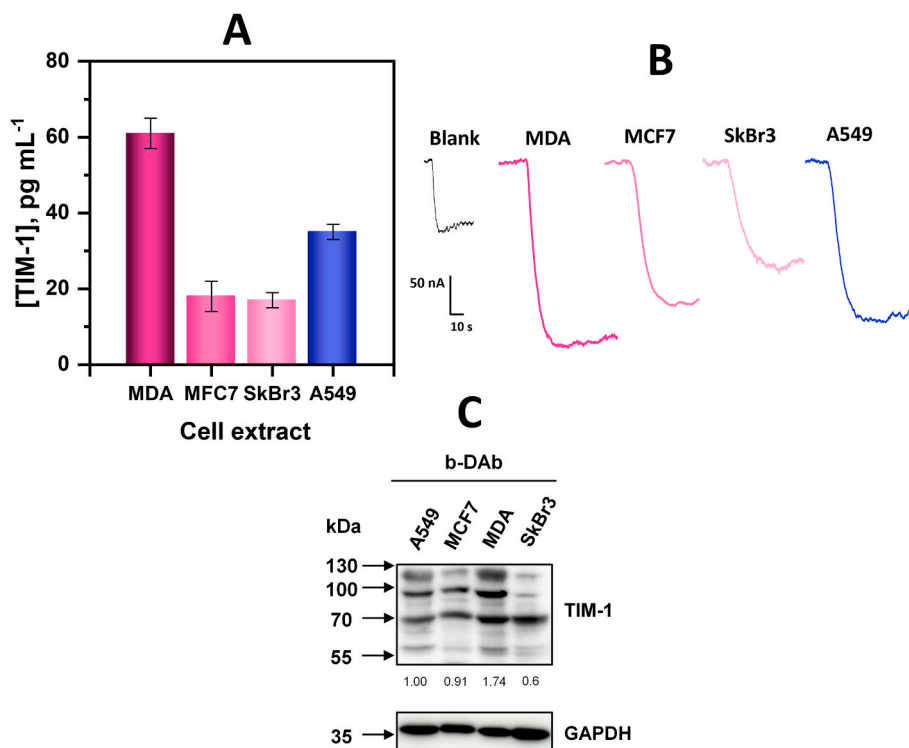 A
80
60
40
20
0
[TIM-1], pg mL⁻¹
MDA MFC7 SkBr3 A549
Cell extract
B
Blank MDA MCF7 SkBr3 A549
50 nA
10 s
C
b-DAb
kDa A549 MCF7 MDA SkBr3
130
100
70
55
TIM-1
1.00 0.91 1.74 0.6
35 GAPDH